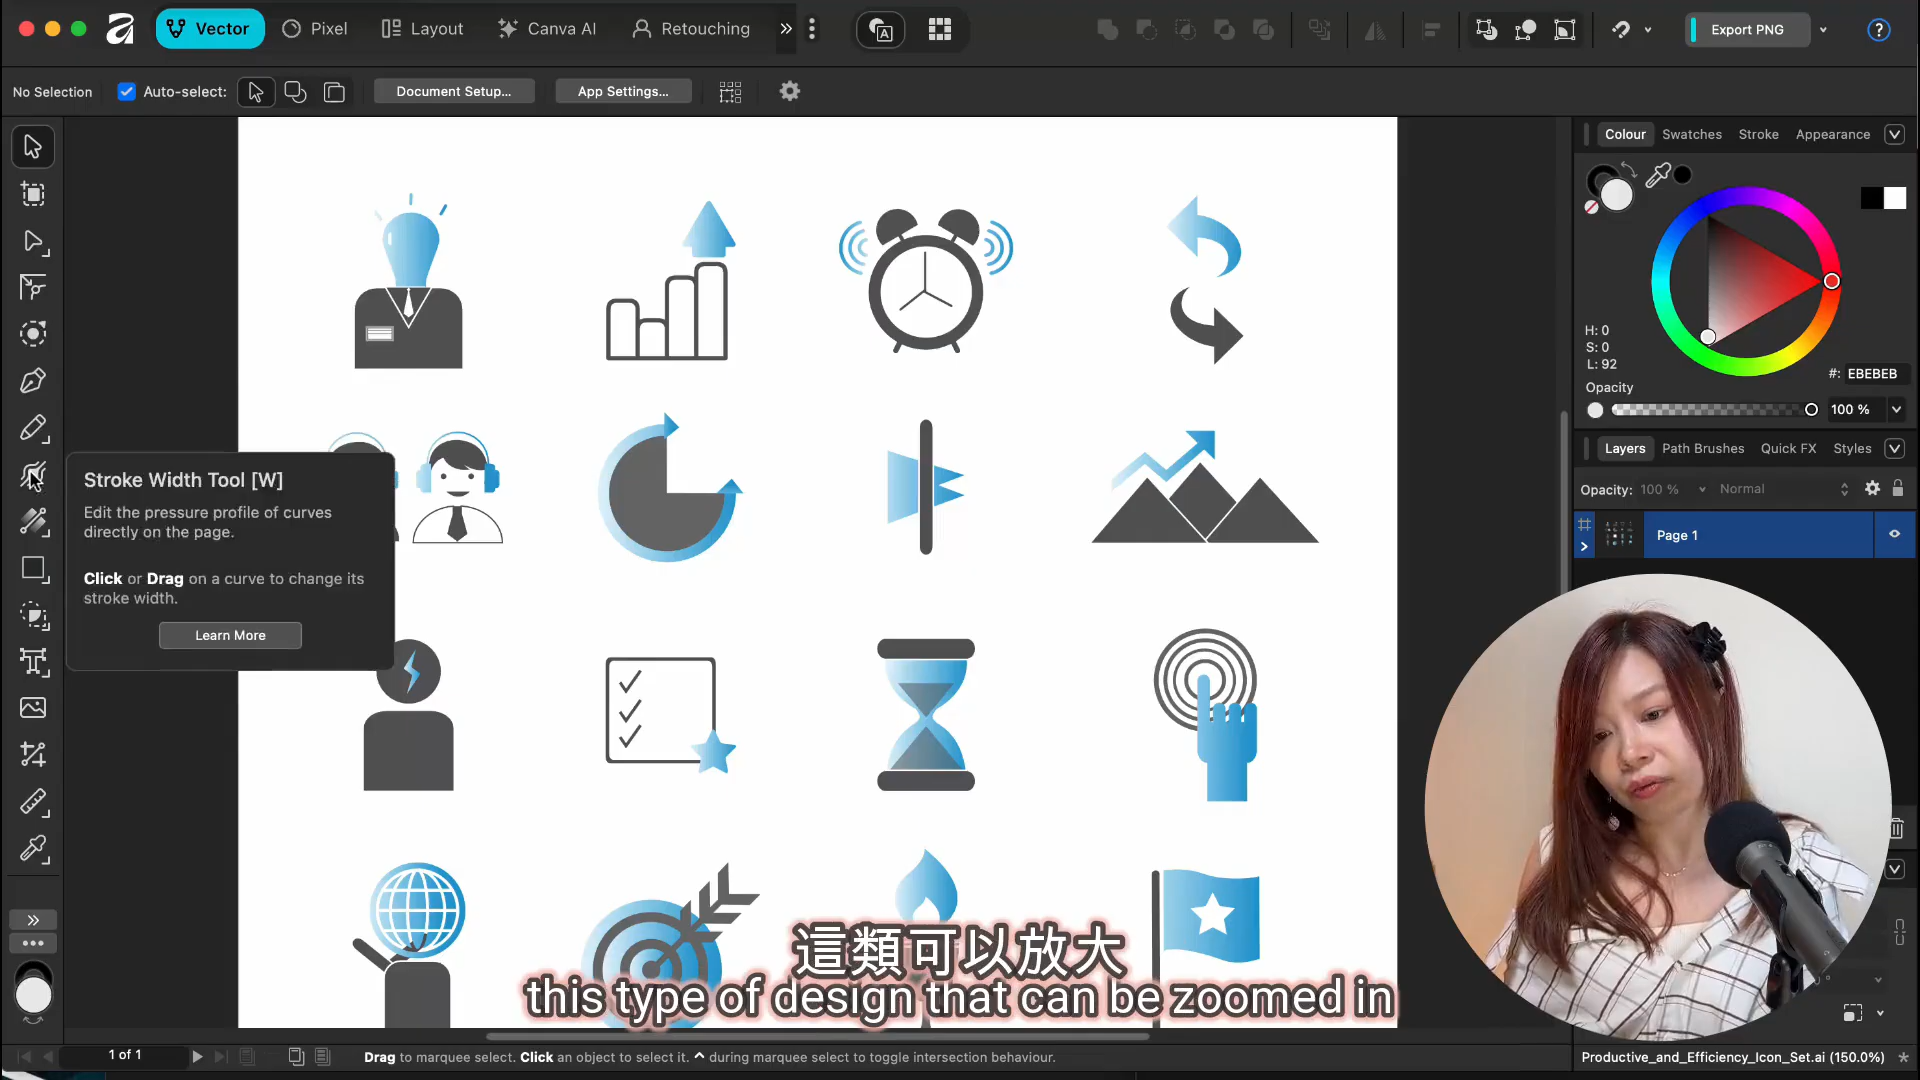 Vector
Pixel
Layout
Canva AI
Retouching
A
Export PNG
?
No Selection
Auto-select:
Document Setup...
App Settings...
Colour
Swatches
Stroke
Appearance
H: 0
S: 0
L: 92
#: EBEBEB
Opacity
100 %
Stroke Width Tool [W]
Edit the pressure profile of curves
directly on the page.
Click or Drag on a curve to change its
stroke width.
Learn More
Layers
Path Brushes
Quick FX
Styles
Opacity: 100 %
Normal
Page 1
這類可以放大
this type of design that can be zoomed in
1 of 1
Drag to marquee select. Click an object to select it. ^ during marquee select to toggle intersection behaviour.
Productive_and_Efficiency_Icon_Set.ai (150.0%)